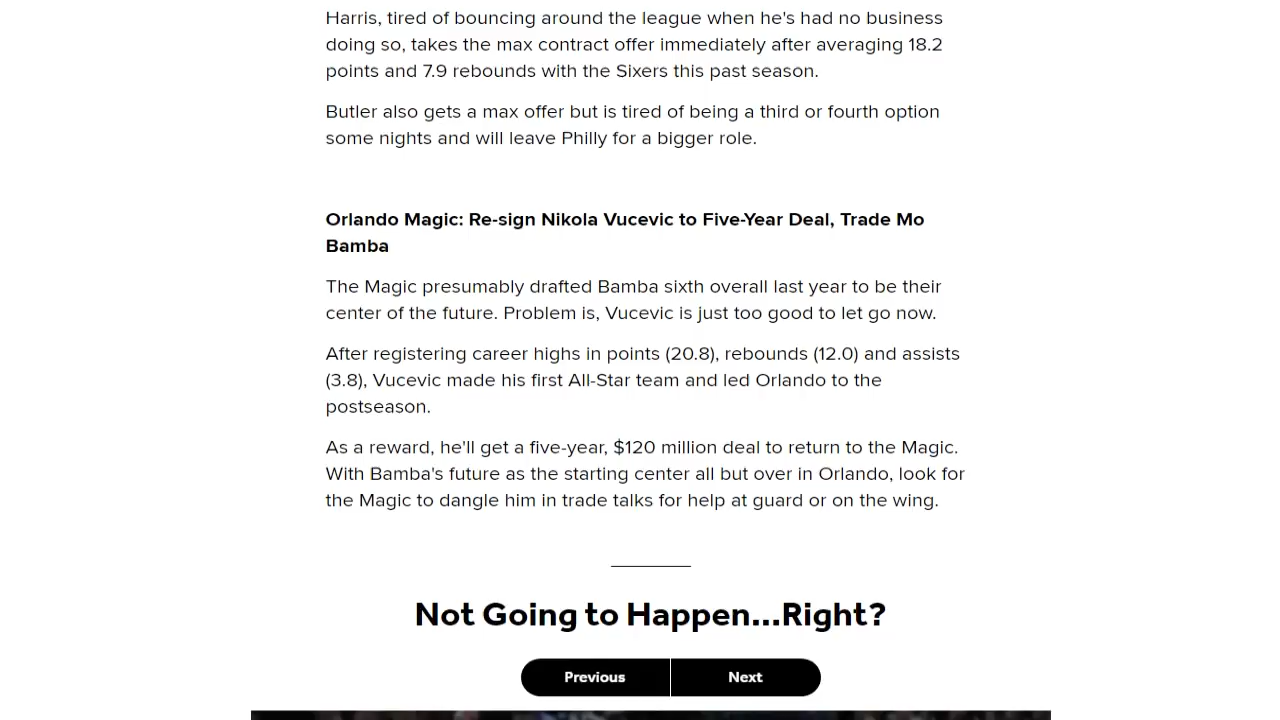 Harris, tired of bouncing around the league when he's had no business
doing so, takes the max contract offer immediately after averaging 18.2
points and 7.9 rebounds with the Sixers this past season.
Butler also gets a max offer but is tired of being a third or fourth option
some nights and will leave Philly for a bigger role.
Orlando Magic: Re-sign Nikola Vucevic to Five-Year Deal, Trade Mo
Bamba
The Magic presumably drafted Bamba sixth overall last year to be their
center of the future. Problem is, Vucevic is just too good to let go now.
After registering career highs in points (20.8), rebounds (12.0) and assists
(3.8), Vucevic made his first All-Star team and led Orlando to the
postseason.
As a reward, he'll get a five-year, $120 million deal to return to the Magic.
With Bamba's future as the starting center all but over in Orlando, look for
the Magic to dangle him in trade talks for help at guard or on the wing.
Not Going to Happen...Right?
Previous
Next